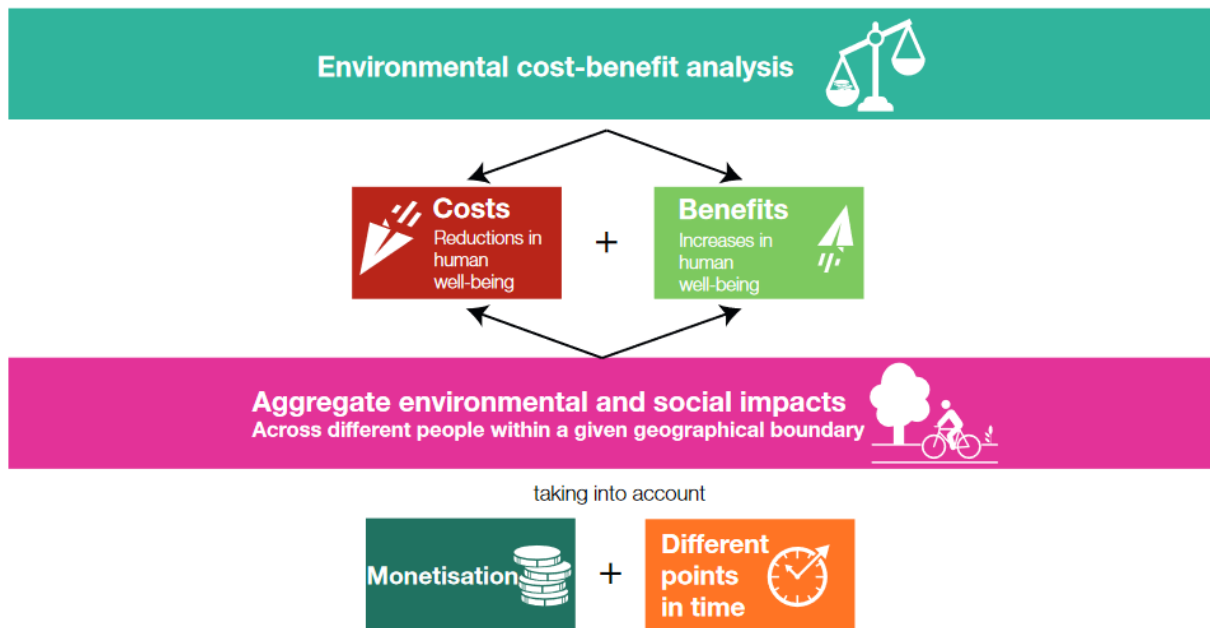 Environmental cost-benefit analysis
Costs
Reductions in
human
well-being
+
Benefits
Increases in
human
well-being
Aggregate environmental and social impacts
Across different people within a given geographical boundary
taking into account
Monetisation
+
Different
points
in time